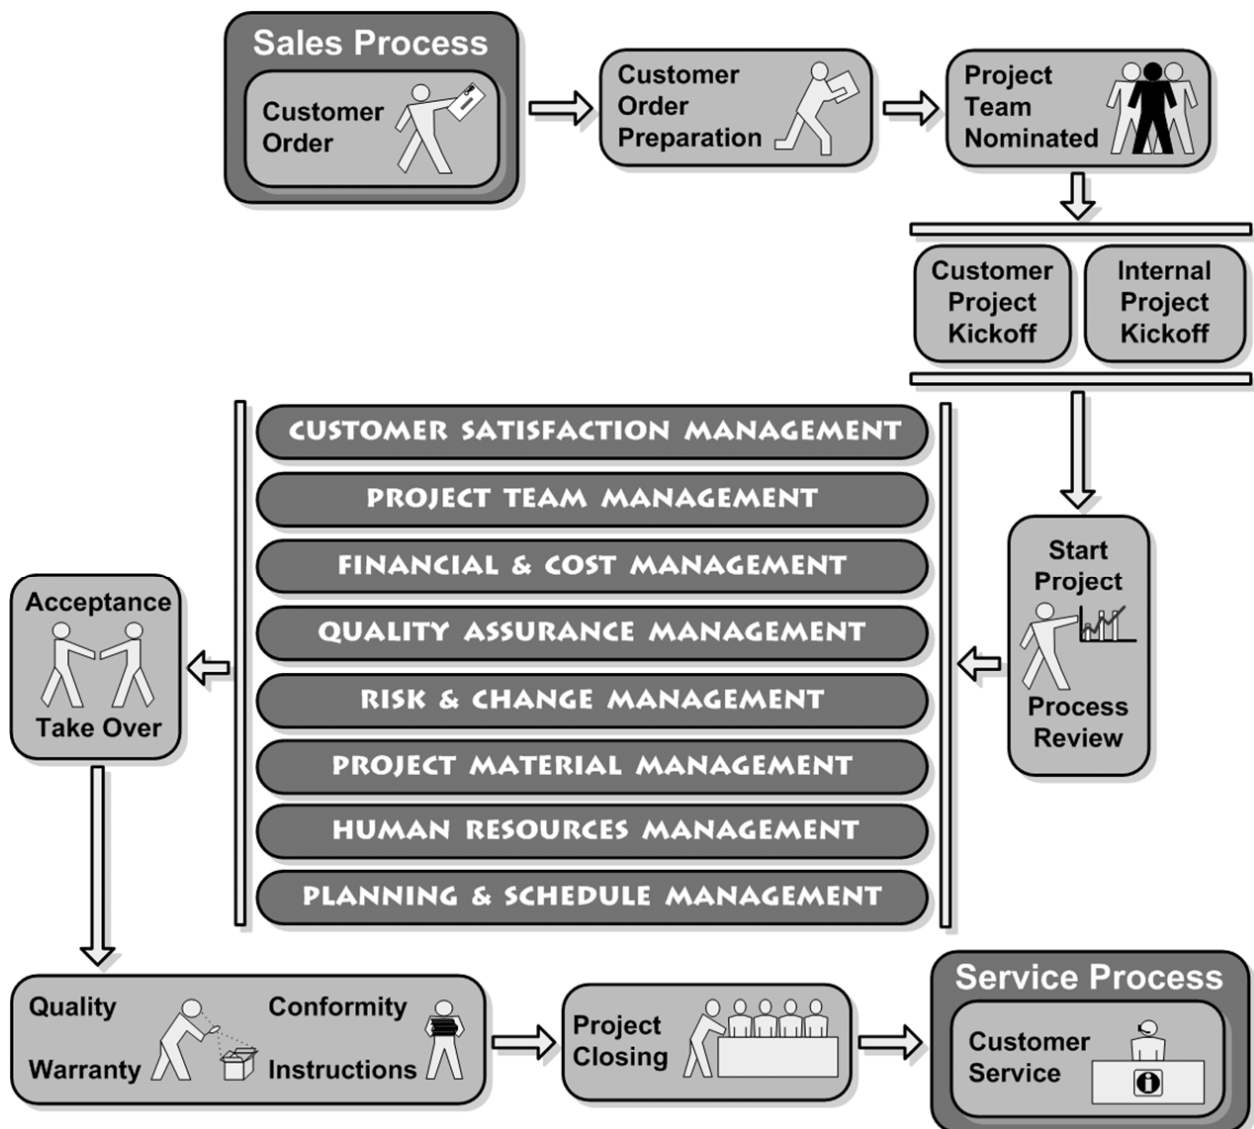 Sales Process
Customer
Order
Customer
Order
Preparation
Project
Team
Nominated
Customer
Project
Kickoff
Internal
Project
Kickoff
Start
Project
Process
Review
CUSTOMER SATISFACTION MANAGEMENT
PROJECT TEAM MANAGEMENT
FINANCIAL & COST MANAGEMENT
QUALITY ASSURANCE MANAGEMENT
RISK & CHANGE MANAGEMENT
PROJECT MATERIAL MANAGEMENT
HUMAN RESOURCES MANAGEMENT
PLANNING & SCHEDULE MANAGEMENT
Acceptance
Take Over
Quality
Warranty
Conformity
Instructions
Project
Closing
Service Process
Customer
Service
i